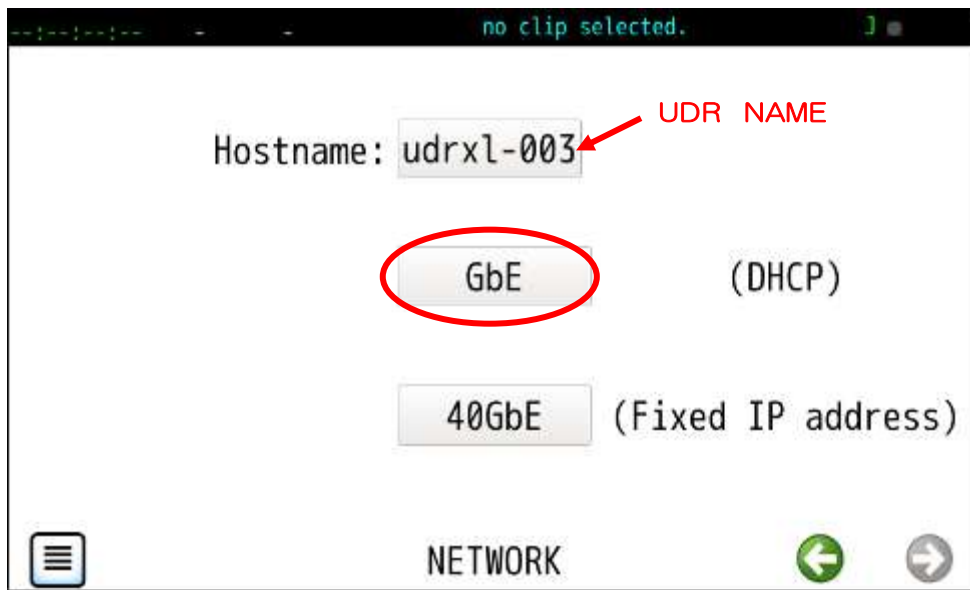 --:--:--:-- - - no clip selected.
UDR NAME
Hostname: udrxl-003
GbE (DHCP)
40GbE (Fixed IP address)
NETWORK